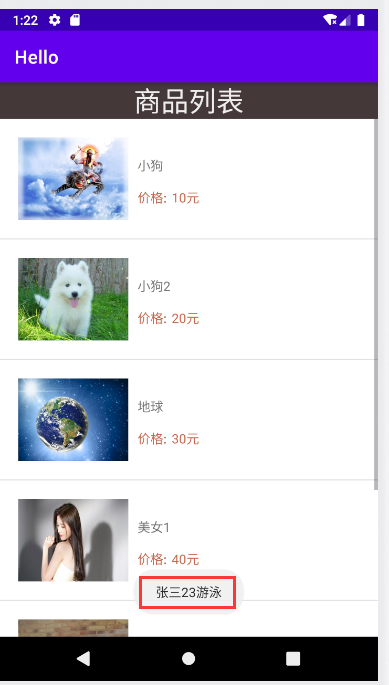 1:22
Hello
商品列表
小狗
价格: 10元
小狗2
价格: 20元
地球
价格: 30元
美女1
价格: 40元
张三23游泳